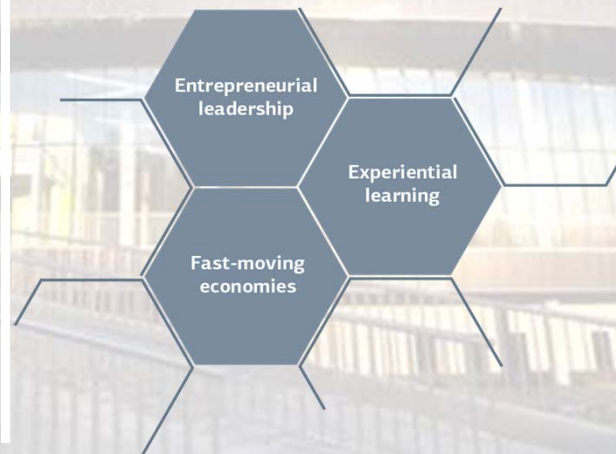 Entrepreneurial
leadership
Experiential
learning
Fast-moving
economies